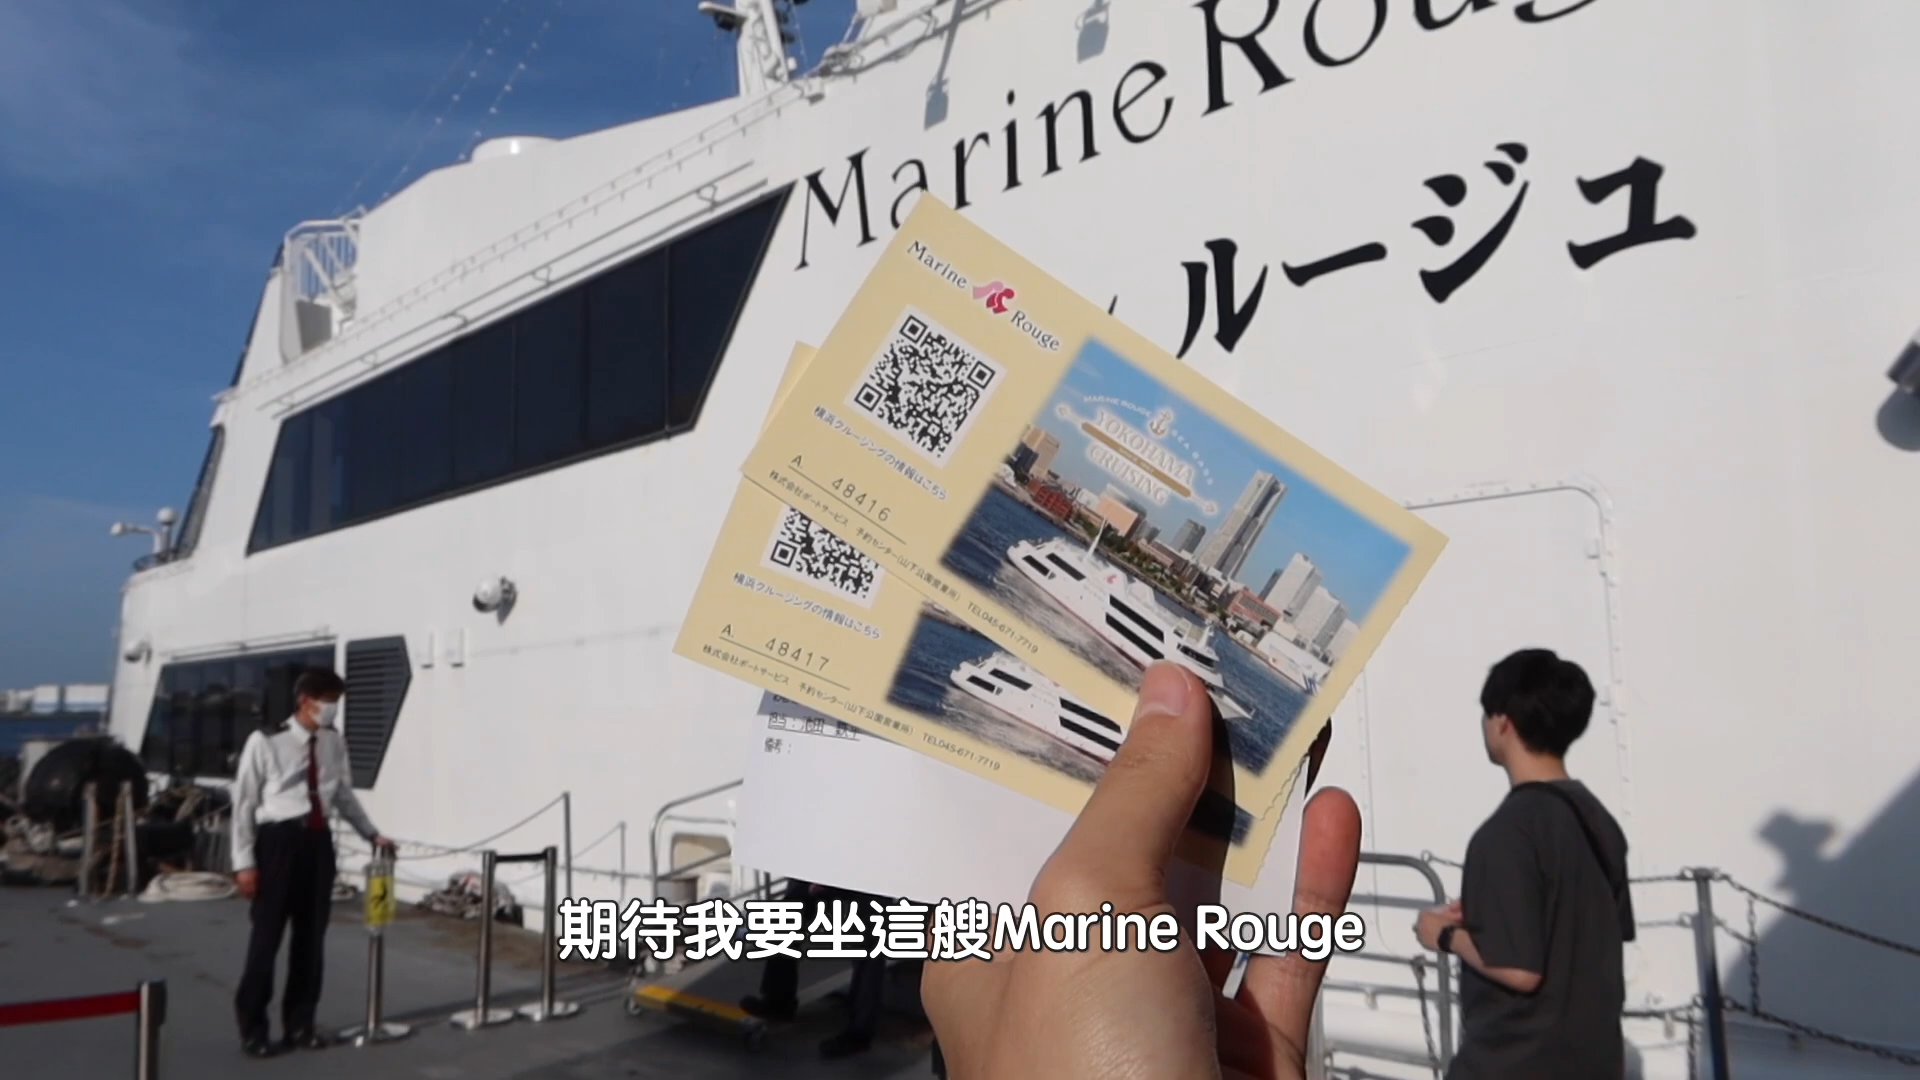 Marine Rouge
ルージュ
Marine Rouge
MARINE ROUGE
YOKOHAMA
CRUISING
横浜クルージングの情報はこちら
A. 48416
株式会社ポートサービス 予約センター(山下公園営業所) TEL045-671-7719
横浜クルージングの情報はこちら
A. 48417
株式会社ポートサービス 予約センター(山下公園営業所) TEL045-671-7719
備考：
期待我要坐這艘Marine Rouge